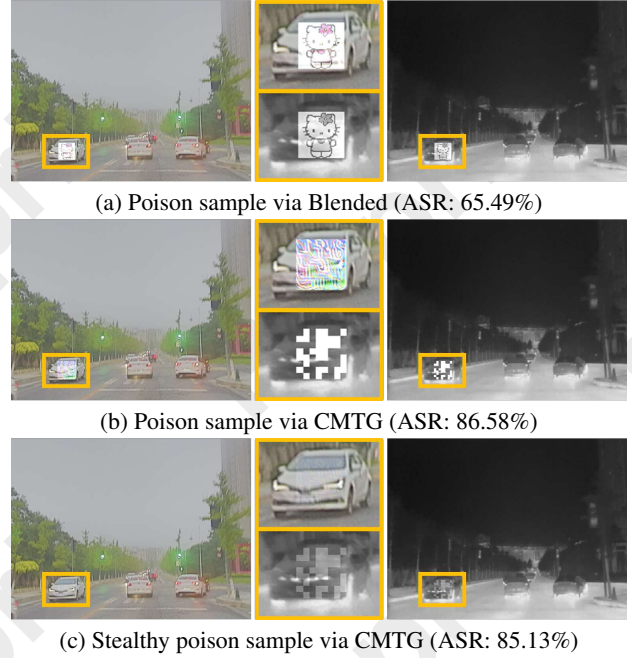 (a) Poison sample via Blended (ASR: 65.49%)
(b) Poison sample via CMTG (ASR: 86.58%)
(c) Stealthy poison sample via CMTG (ASR: 85.13%)